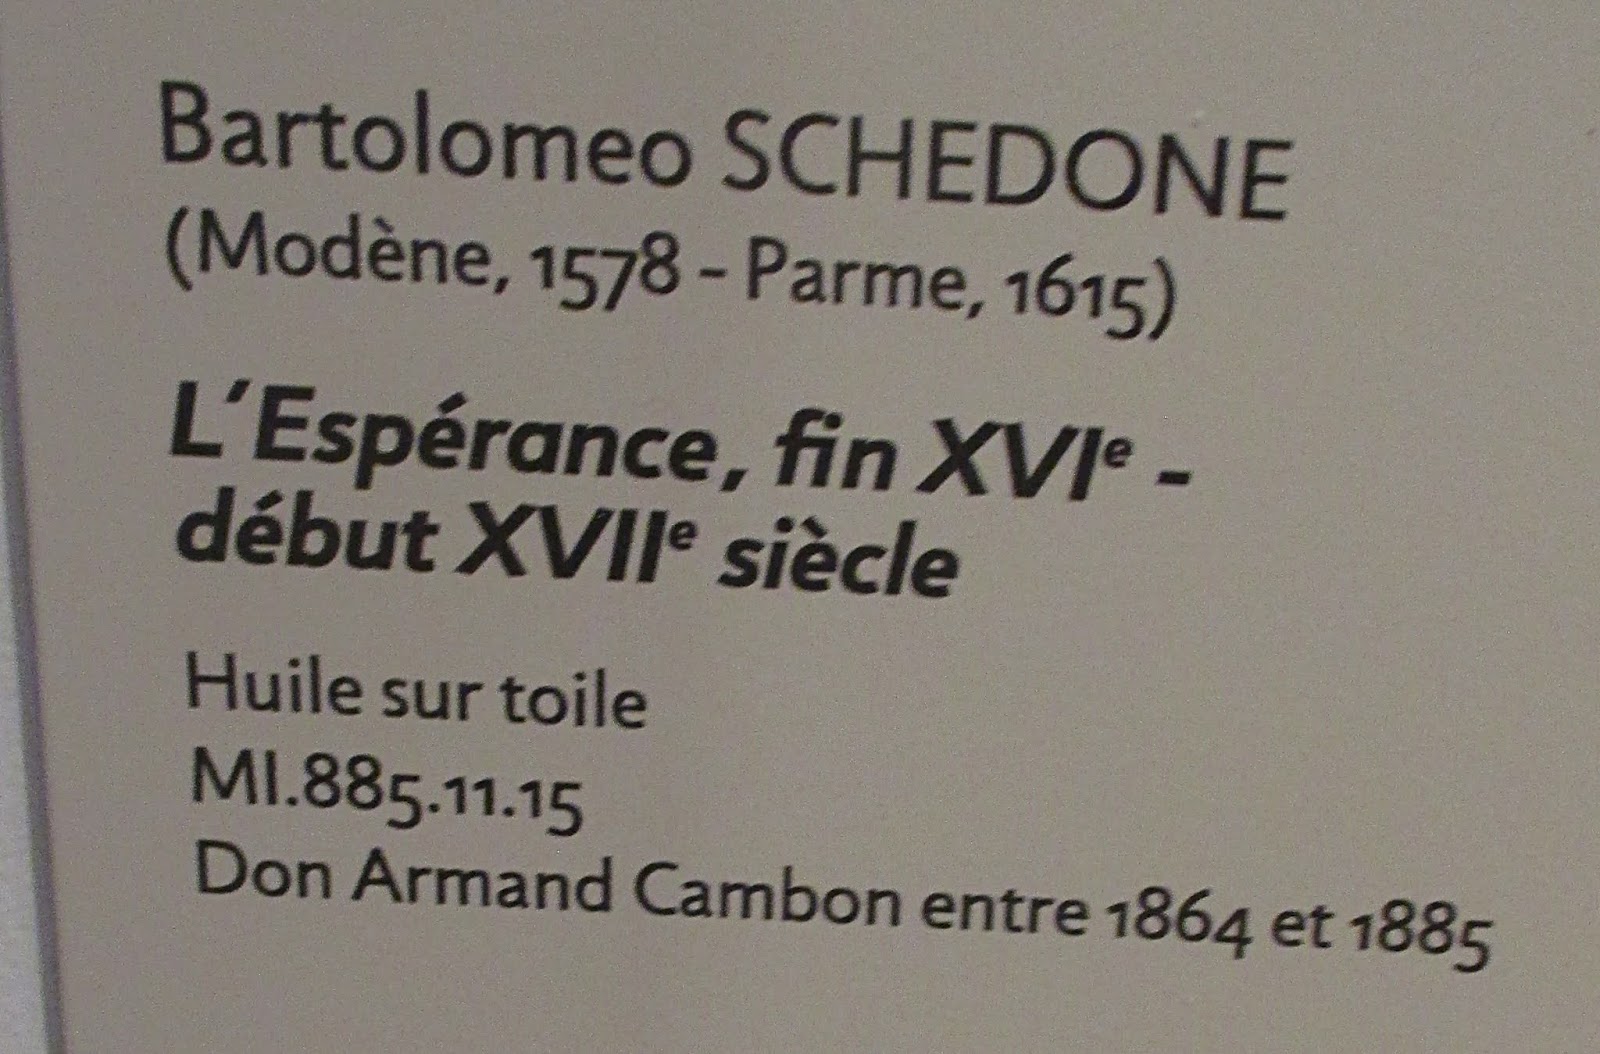 Bartolomeo SCHEDONE
(Modène, 1578 - Parme, 1615)
L'Espérance, fin XVIe -
début XVIIe siècle
Huile sur toile
MI.885.11.15
Don Armand Cambon entre 1864 et 1885